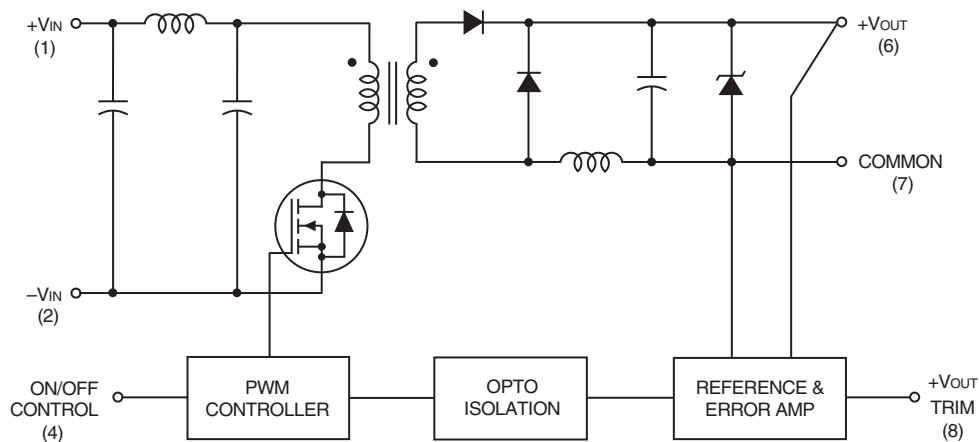 +VIN
(1)
+VOUT
(6)
COMMON
(7)
–VIN
(2)
ON/OFF
CONTROL
(4)
PWM
CONTROLLER
OPTO
ISOLATION
REFERENCE &
ERROR AMP
+VOUT
TRIM
(8)